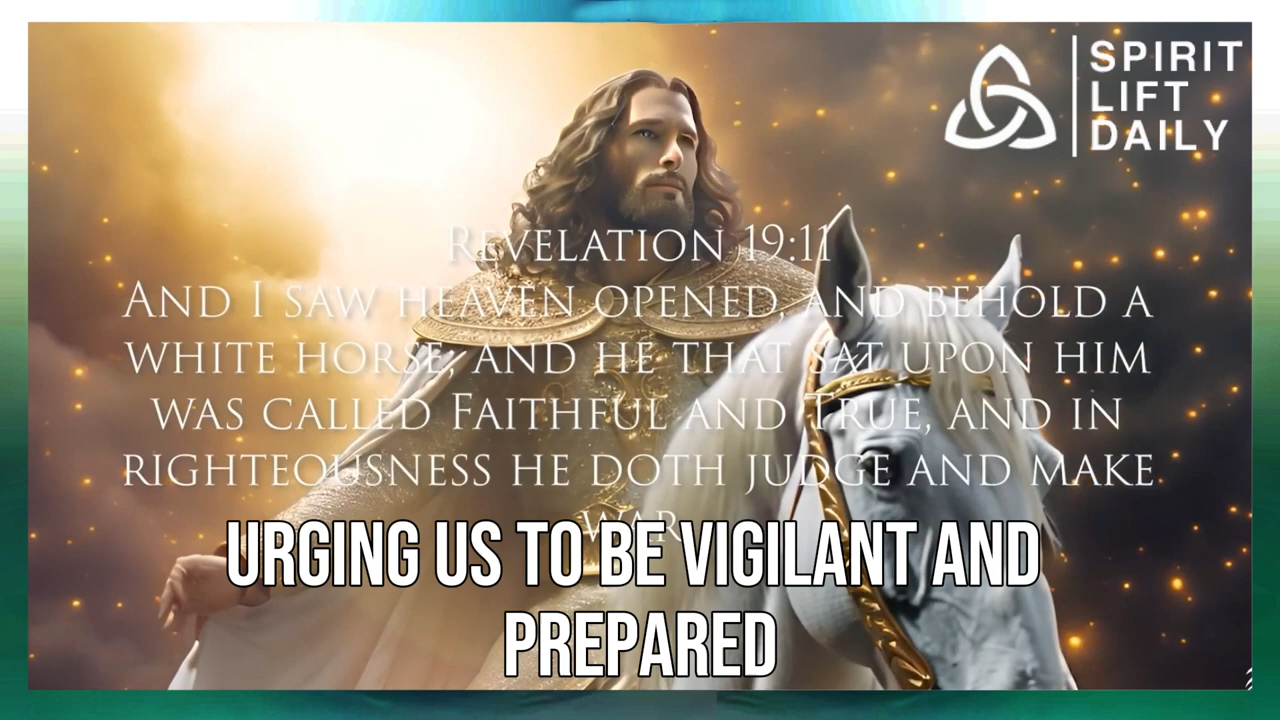 SPIRIT
LIFT
DAILY
Revelation 19:11
And I saw heaven opened, and behold a
white horse; and he that sat upon him
was called Faithful and True, and in
righteousness he doth judge and make
war
URGING US TO BE VIGILANT AND
PREPARED